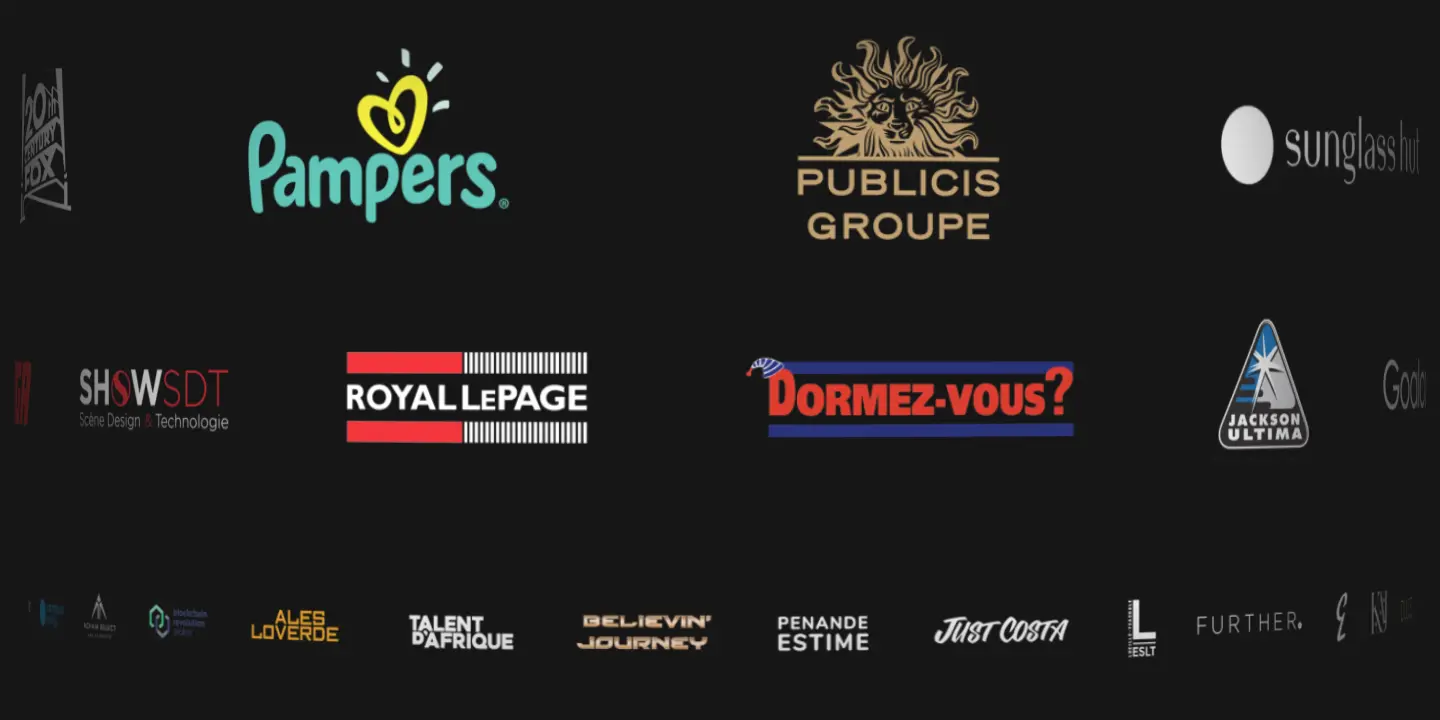 20th
CENTURY
FOX
Pampers®
PUBLICIS
GROUPE
sunglass hut
SHOWSDT
Scène Design & Technologie
ROYAL LEPAGE
DORMEZ-VOUS?
JACKSON
ULTIMA
ALES
LOVERDE
TALENT
D'AFRIQUE
BELIEVIN'
JOURNEY
PENANDE
ESTIME
JUST COSTA
L
ESLT
FURTHER.